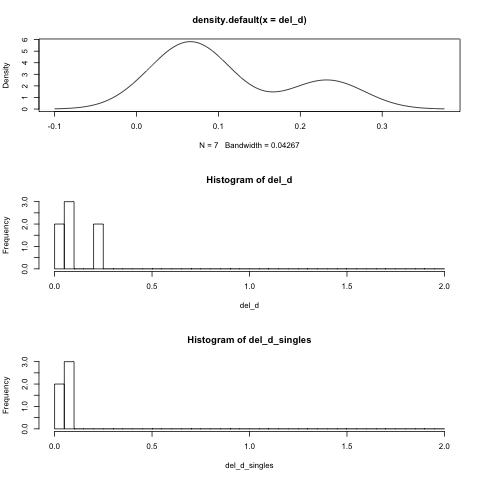 density.default(x = del_d)
Density
0 1 2 3 4 5 6
-0.1 0.0 0.1 0.2 0.3
N = 7 Bandwidth = 0.04267
Histogram of del_d
Frequency
0.0 1.0 2.0 3.0
0.0 0.5 1.0 1.5 2.0
del_d
Histogram of del_d_singles
Frequency
0.0 1.0 2.0 3.0
0.0 0.5 1.0 1.5 2.0
del_d_singles